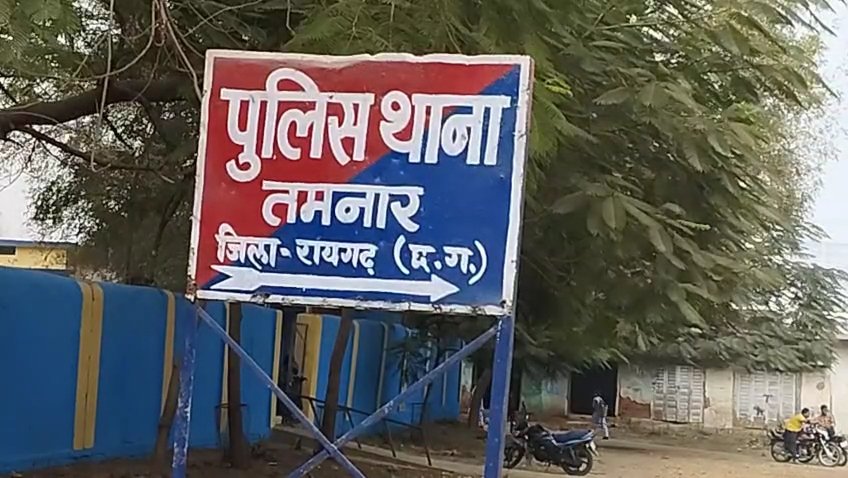 पुलिस थाना
तमनार
जिला-रायगढ़ (छ.ग.)